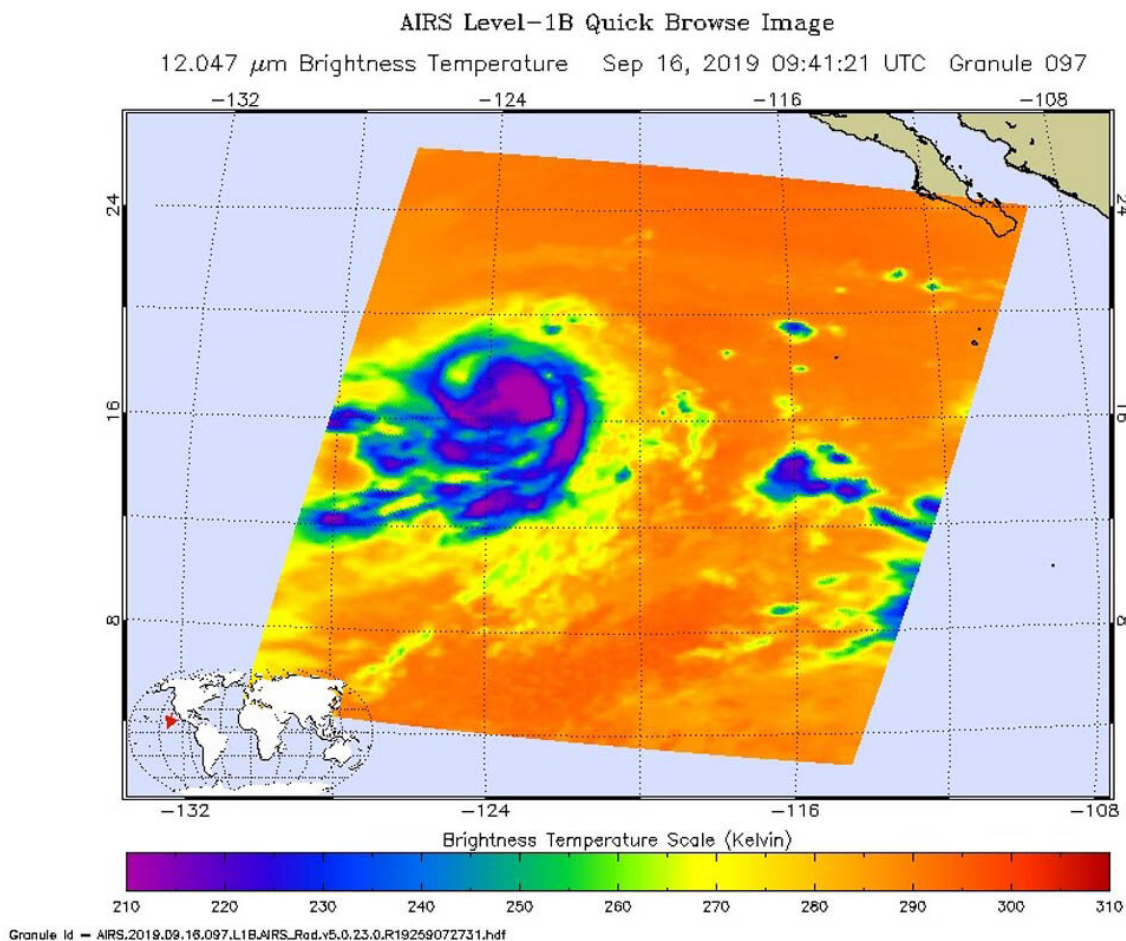 AIRS Level-1B Quick Browse Image
12.047 μm Brightness Temperature Sep 16, 2019 09:41:21 UTC Granule 097
-132 -124 -116 -108
24 24
16 16
8 8
-132 -124 -116 -108
Brightness Temperature Scale (Kelvin)
210 220 230 240 250 260 270 280 290 300 310
Granule Id — AIRS.2019.09.16.097.L1B.AIRS_Rad.v5.0.23.0.R19259072731.hdf